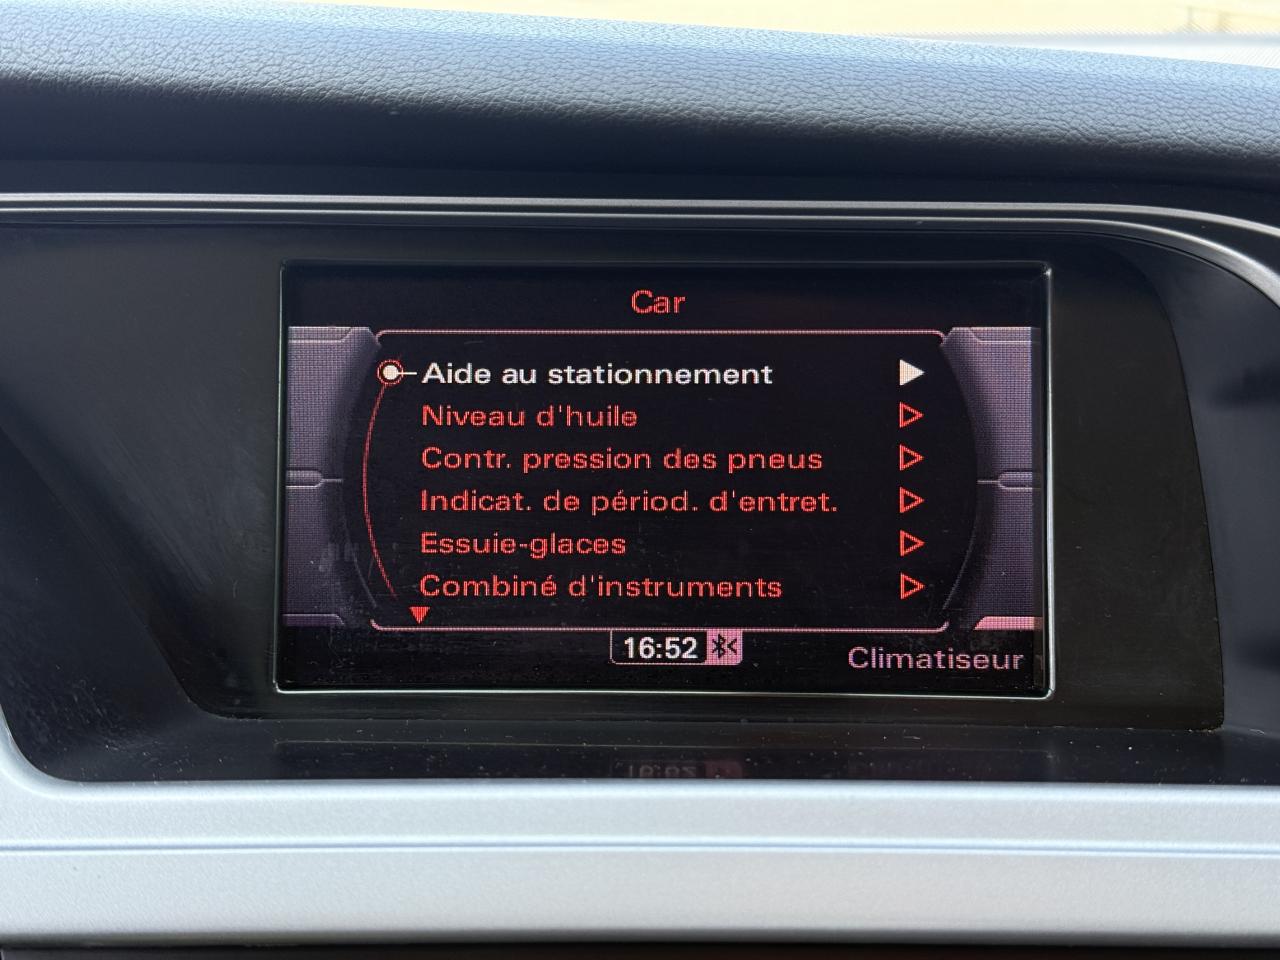 Car
Aide au stationnement
Niveau d'huile
Contr. pression des pneus
Indicat. de périod. d'entret.
Essuie-glaces
Combiné d'instruments
16:52
Climatiseur